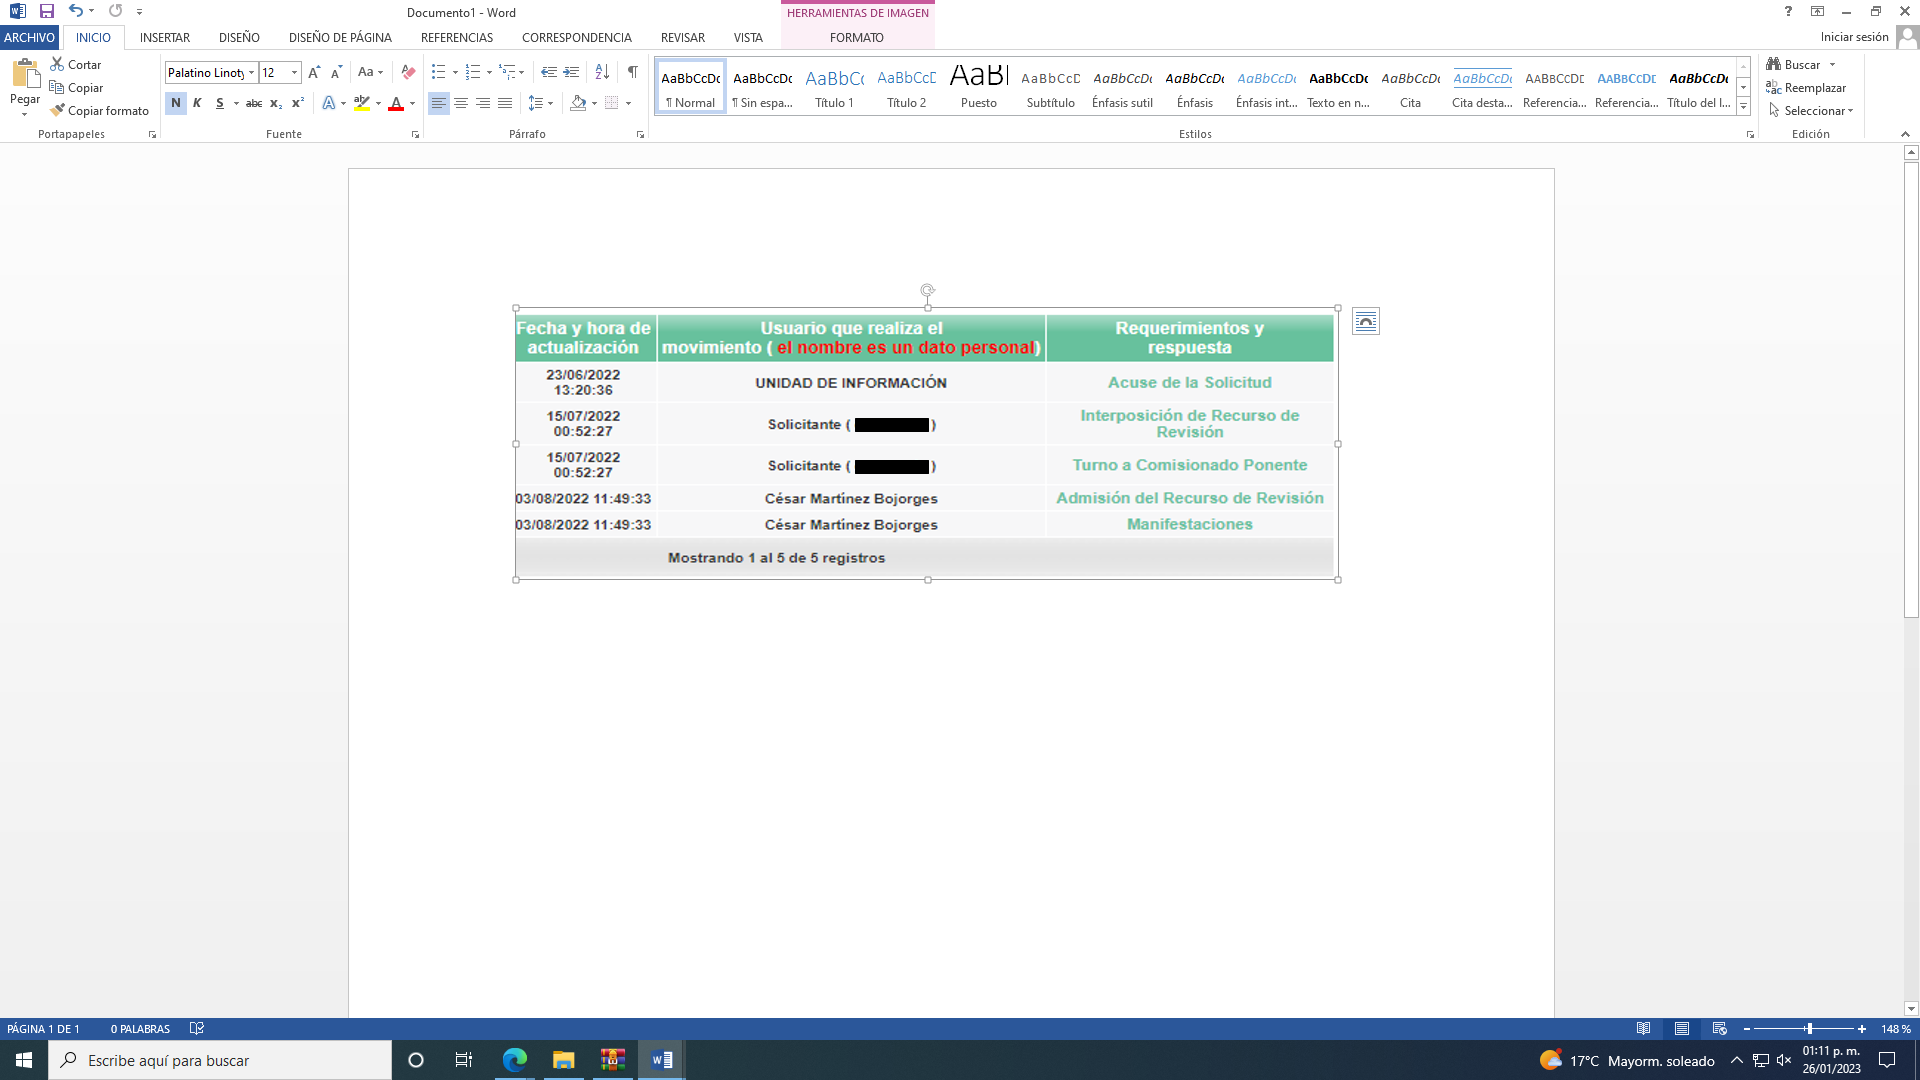 Documento1 - Word
HERRAMIENTAS DE IMAGEN
ARCHIVO INICIO INSERTAR DISEÑO DISEÑO DE PÁGINA REFERENCIAS CORRESPONDENCIA REVISAR VISTA FORMATO Iniciar sesión
Pegar
Cortar
Copiar
Copiar formato
Portapapeles
Palatino Linoty 12
N K S abc x₂ x²
Fuente
Párrafo
AaBbCcDc AaBbCcDc AaBbCc AaBbCcD AaB AaBbCcD AaBbCcDc AaBbCcDc AaBbCcDc AaBbCcDc AaBbCcDc AaBbCcDc AABBCCDE AABBCCDE AaBbCcDc
¶ Normal ¶ Sin espa... Título 1 Título 2 Puesto Subtítulo Énfasis sutil Énfasis Énfasis int... Texto en n... Cita Cita desta... Referencia... Referencia... Título del l...
Estilos
Buscar
Reemplazar
Seleccionar
Edición
Fecha y hora de actualización
Usuario que realiza el movimiento ( el nombre es un dato personal)
Requerimientos y respuesta
23/06/2022 13:20:36 UNIDAD DE INFORMACIÓN Acuse de la Solicitud
15/07/2022 00:52:27 Solicitante ( ) Interposición de Recurso de Revisión
15/07/2022 00:52:27 Solicitante ( ) Turno a Comisionado Ponente
03/08/2022 11:49:33 César Martínez Bojorges Admisión del Recurso de Revisión
03/08/2022 11:49:33 César Martínez Bojorges Manifestaciones
Mostrando 1 al 5 de 5 registros
PÁGINA 1 DE 1 0 PALABRAS 148 %
Escribe aquí para buscar
17°C Mayorm. soleado
01:11 p. m.
26/01/2023